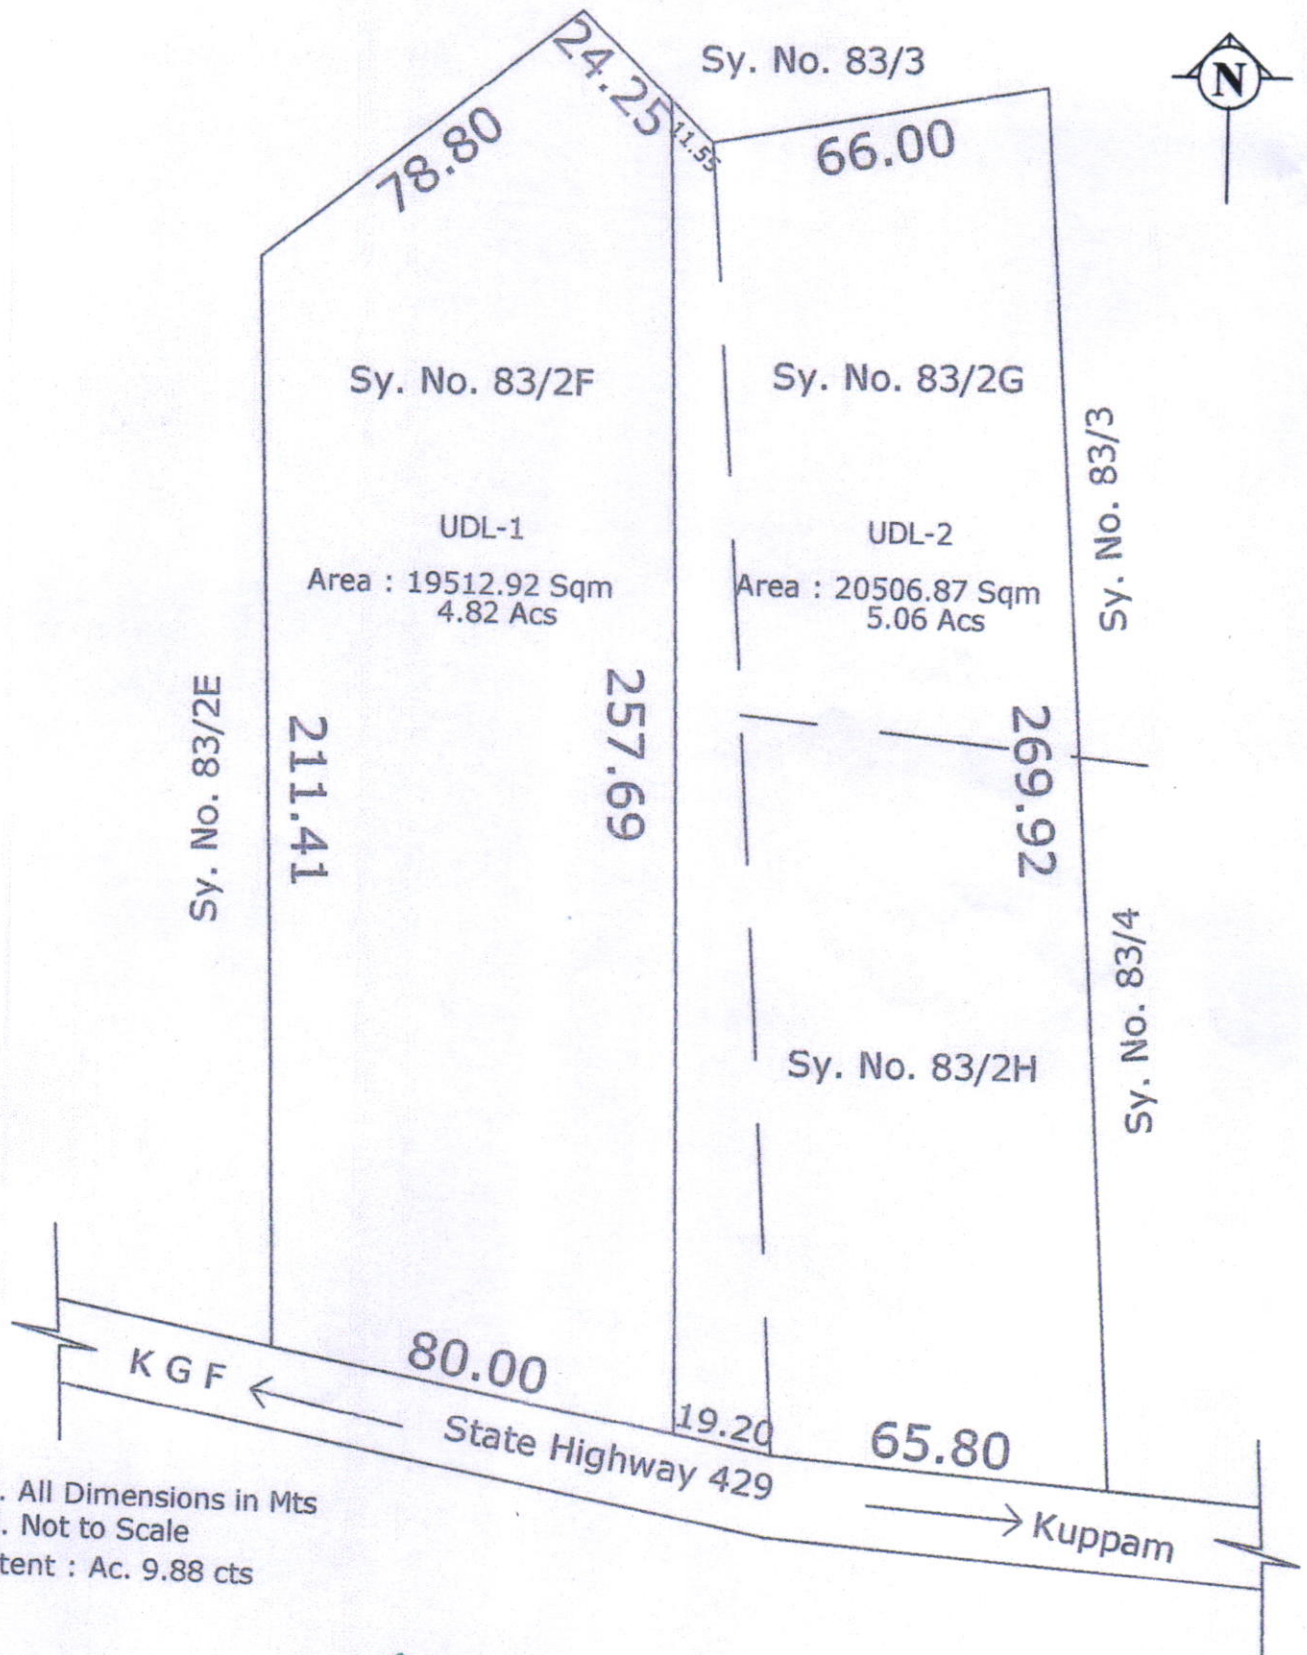 Sy. No. 83/3
N
24.25
11.55
78.80
66.00
Sy. No. 83/2F
Sy. No. 83/2G
Sy. No. 83/3
UDL-1
Area : 19512.92 Sqm
4.82 Acs
UDL-2
Area : 20506.87 Sqm
5.06 Acs
Sy. No. 83/2E
211.41
257.69
269.92
Sy. No. 83/4
Sy. No. 83/2H
80.00
19.20
65.80
K G F
State Highway 429
Kuppam
. All Dimensions in Mts
. Not to Scale
tent : Ac. 9.88 cts